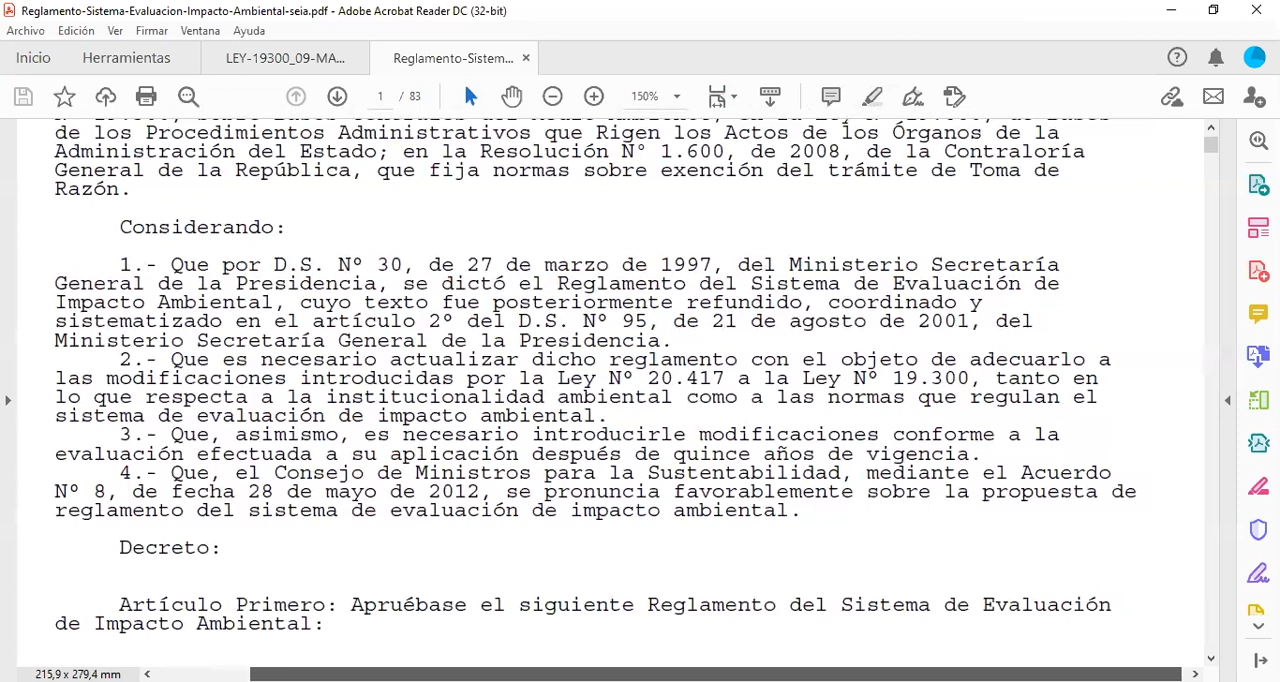 Reglamento-Sistema-Evaluacion-Impacto-Ambiental-seia.pdf - Adobe Acrobat Reader DC (32-bit)
Archivo Edición Ver Firmar Ventana Ayuda
Inicio Herramientas LEY-19300_09-MA... Reglamento-Sistem... ×
1 / 83 150%
de los Procedimientos Administrativos que Rigen los Actos de los Órganos de la
Administración del Estado; en la Resolución Nº 1.600, de 2008, de la Contraloría
General de la República, que fija normas sobre exención del trámite de Toma de
Razón.
Considerando:
1.- Que por D.S. Nº 30, de 27 de marzo de 1997, del Ministerio Secretaría
General de la Presidencia, se dictó el Reglamento del Sistema de Evaluación de
Impacto Ambiental, cuyo texto fue posteriormente refundido, coordinado y
sistematizado en el artículo 2º del D.S. Nº 95, de 21 de agosto de 2001, del
Ministerio Secretaría General de la Presidencia.
2.- Que es necesario actualizar dicho reglamento con el objeto de adecuarlo a
las modificaciones introducidas por la Ley Nº 20.417 a la Ley Nº 19.300, tanto en
lo que respecta a la institucionalidad ambiental como a las normas que regulan el
sistema de evaluación de impacto ambiental.
3.- Que, asimismo, es necesario introducirle modificaciones conforme a la
evaluación efectuada a su aplicación después de quince años de vigencia.
4.- Que, el Consejo de Ministros para la Sustentabilidad, mediante el Acuerdo
Nº 8, de fecha 28 de mayo de 2012, se pronuncia favorablemente sobre la propuesta de
reglamento del sistema de evaluación de impacto ambiental.
Decreto:
Artículo Primero: Apruébase el siguiente Reglamento del Sistema de Evaluación
de Impacto Ambiental:
215,9 x 279,4 mm